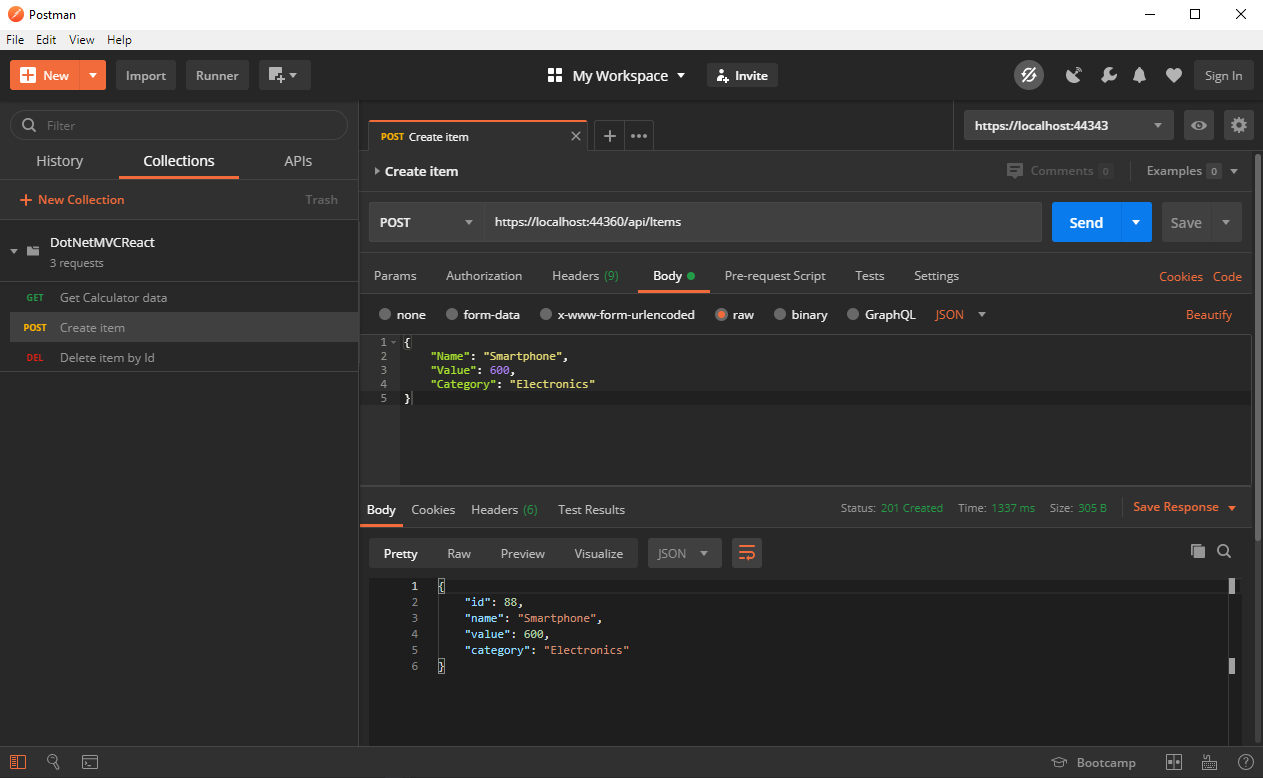 Postman
File Edit View Help
New Import Runner My Workspace Invite Sign In
Filter
History Collections APIs
New Collection Trash
DotNetMVCReact
3 requests
GET Get Calculator data
POST Create item
DEL Delete item by Id
POST Create item
https://localhost:44343
Create item Comments 0 Examples 0
POST https://localhost:44360/api/Items Send Save
Params Authorization Headers (9) Body Pre-request Script Tests Settings Cookies Code
none form-data x-www-form-urlencoded raw binary GraphQL JSON Beautify
1 {
2 "Name": "Smartphone",
3 "Value": 600,
4 "Category": "Electronics"
5 }
Body Cookies Headers (6) Test Results Status: 201 Created Time: 1337 ms Size: 305 B Save Response
Pretty Raw Preview Visualize JSON
1 {
2 "id": 88,
3 "name": "Smartphone",
4 "value": 600,
5 "category": "Electronics"
6 }
Bootcamp